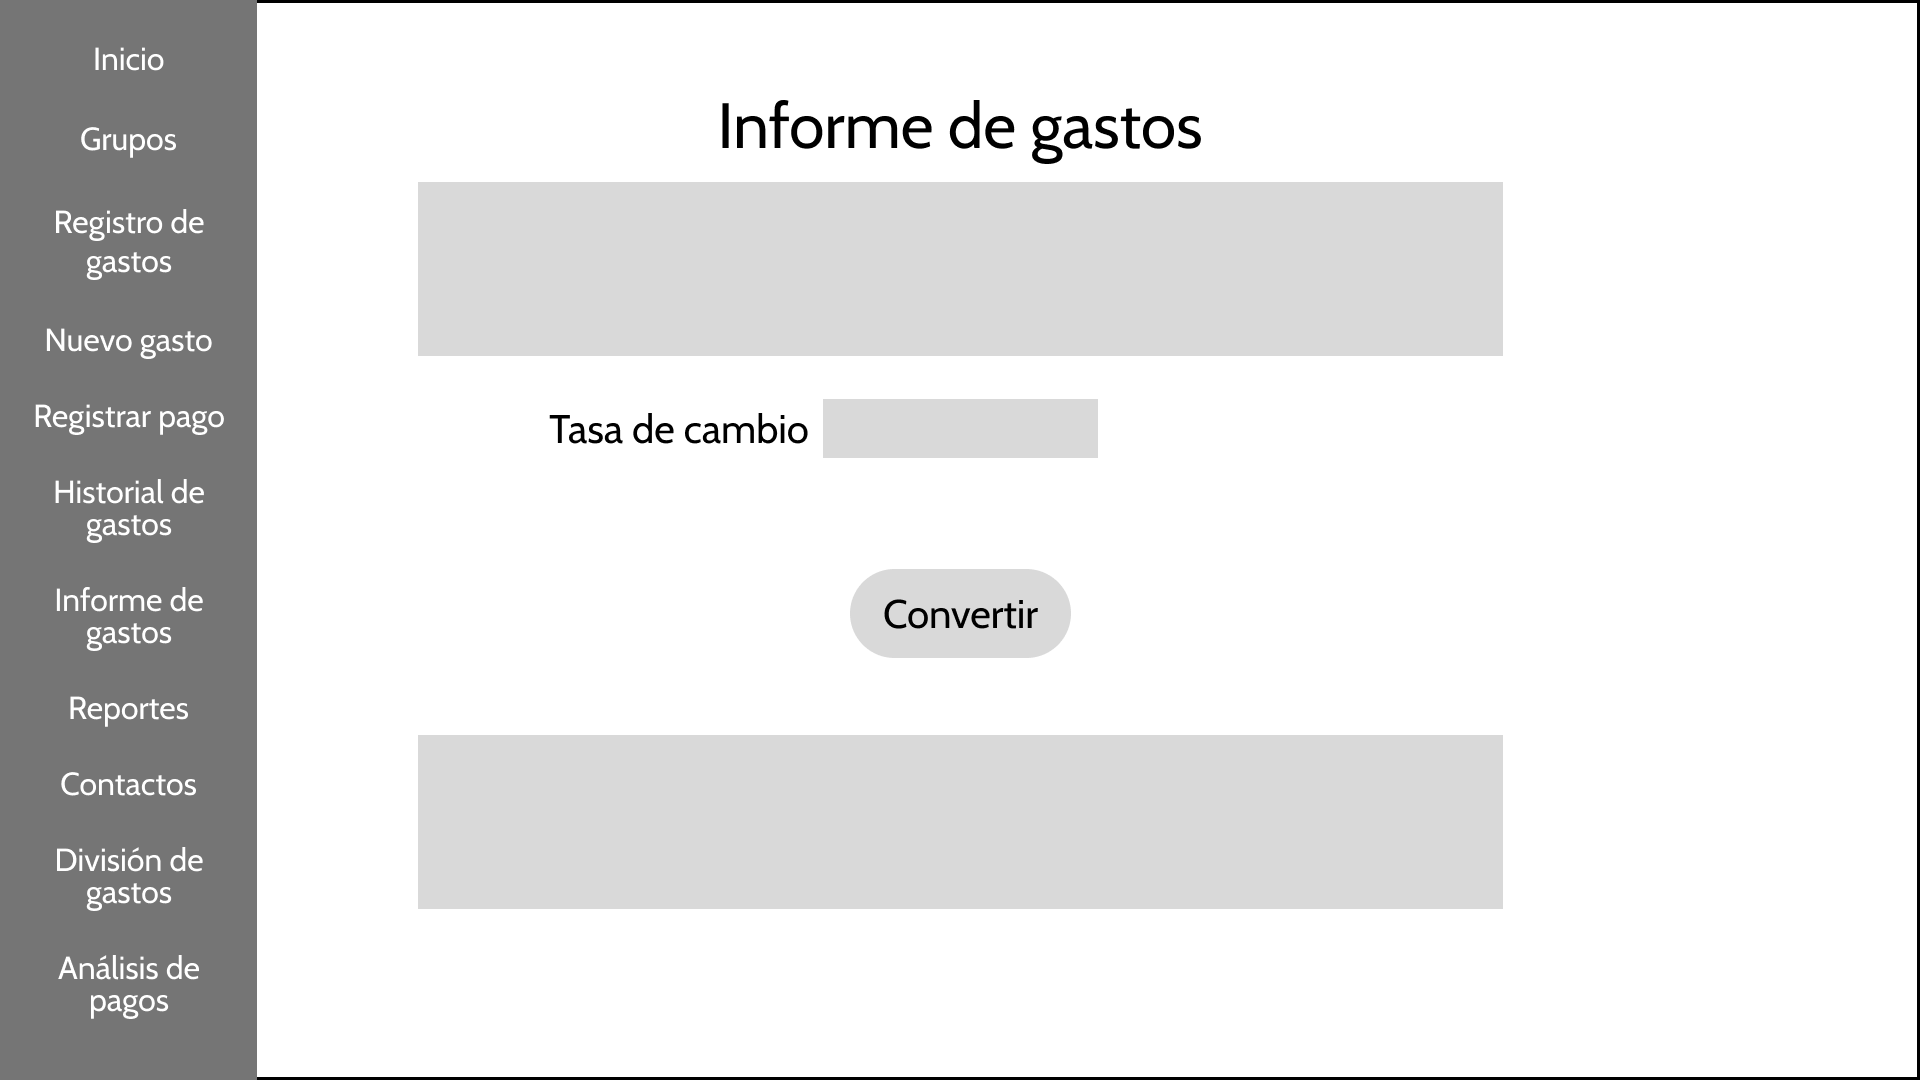 Inicio
Grupos
Registro de
gastos
Nuevo gasto
Registrar pago
Historial de
gastos
Informe de
gastos
Reportes
Contactos
División de
gastos
Análisis de
pagos
Informe de gastos
Tasa de cambio
Convertir